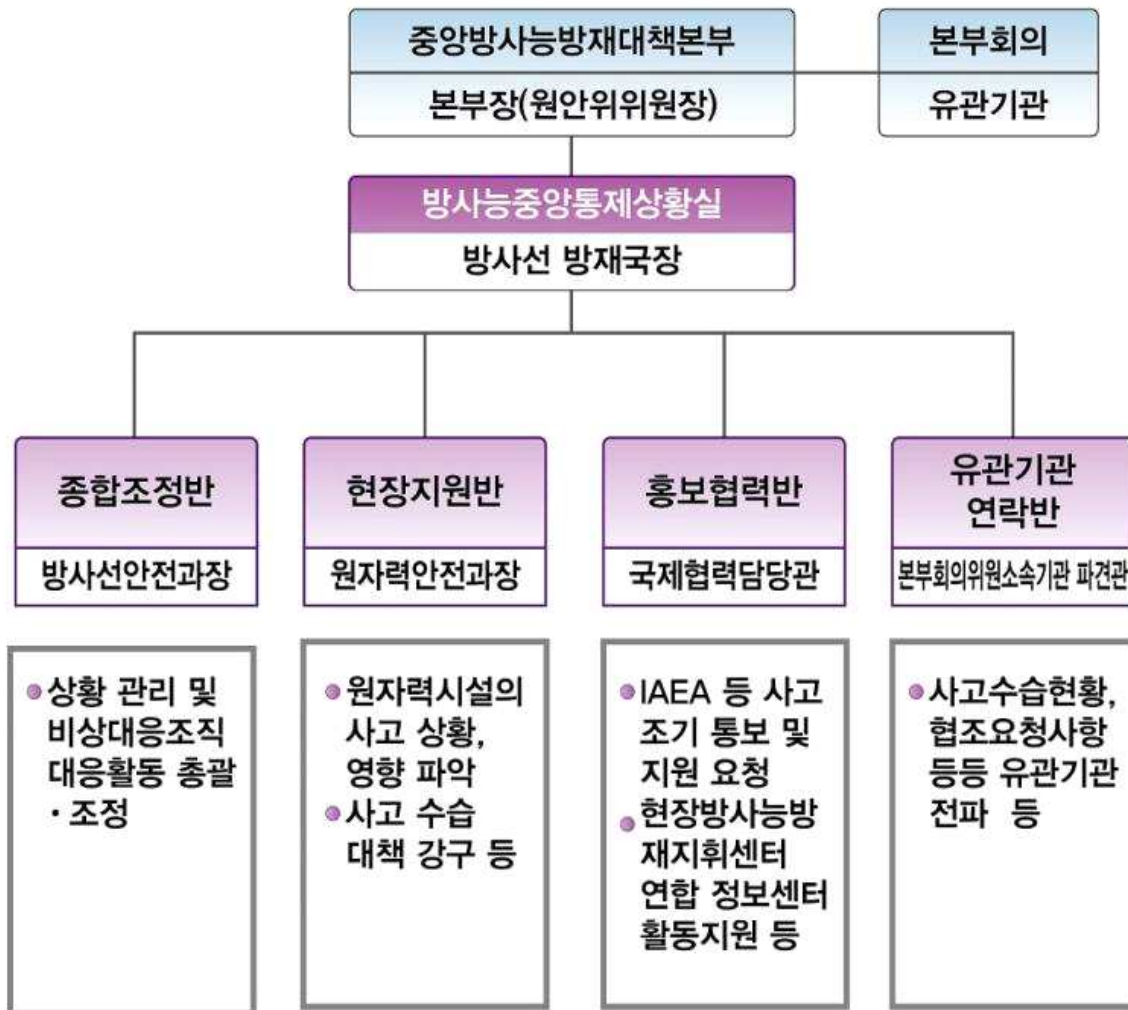 중앙방사능방재대책본부
본부장(원안위위원장)
본부회의
유관기관
방사능중앙통제상황실
방사선 방재국장
종합조정반
방사선안전과장
현장지원반
원자력안전과장
홍보협력반
국제협력담당관
유관기관
연락반
본부회의위원소속기관 파견관
상황 관리 및
비상대응조직
대응활동 총괄
・조정
원자력시설의
사고 상황,
영향 파악
사고 수습
대책 강구 등
IAEA 등 사고
조기 통보 및
지원 요청
현장방사능방
재지휘센터
연합 정보센터
활동지원 등
사고수습현황,
협조요청사항
등등 유관기관
전파 등